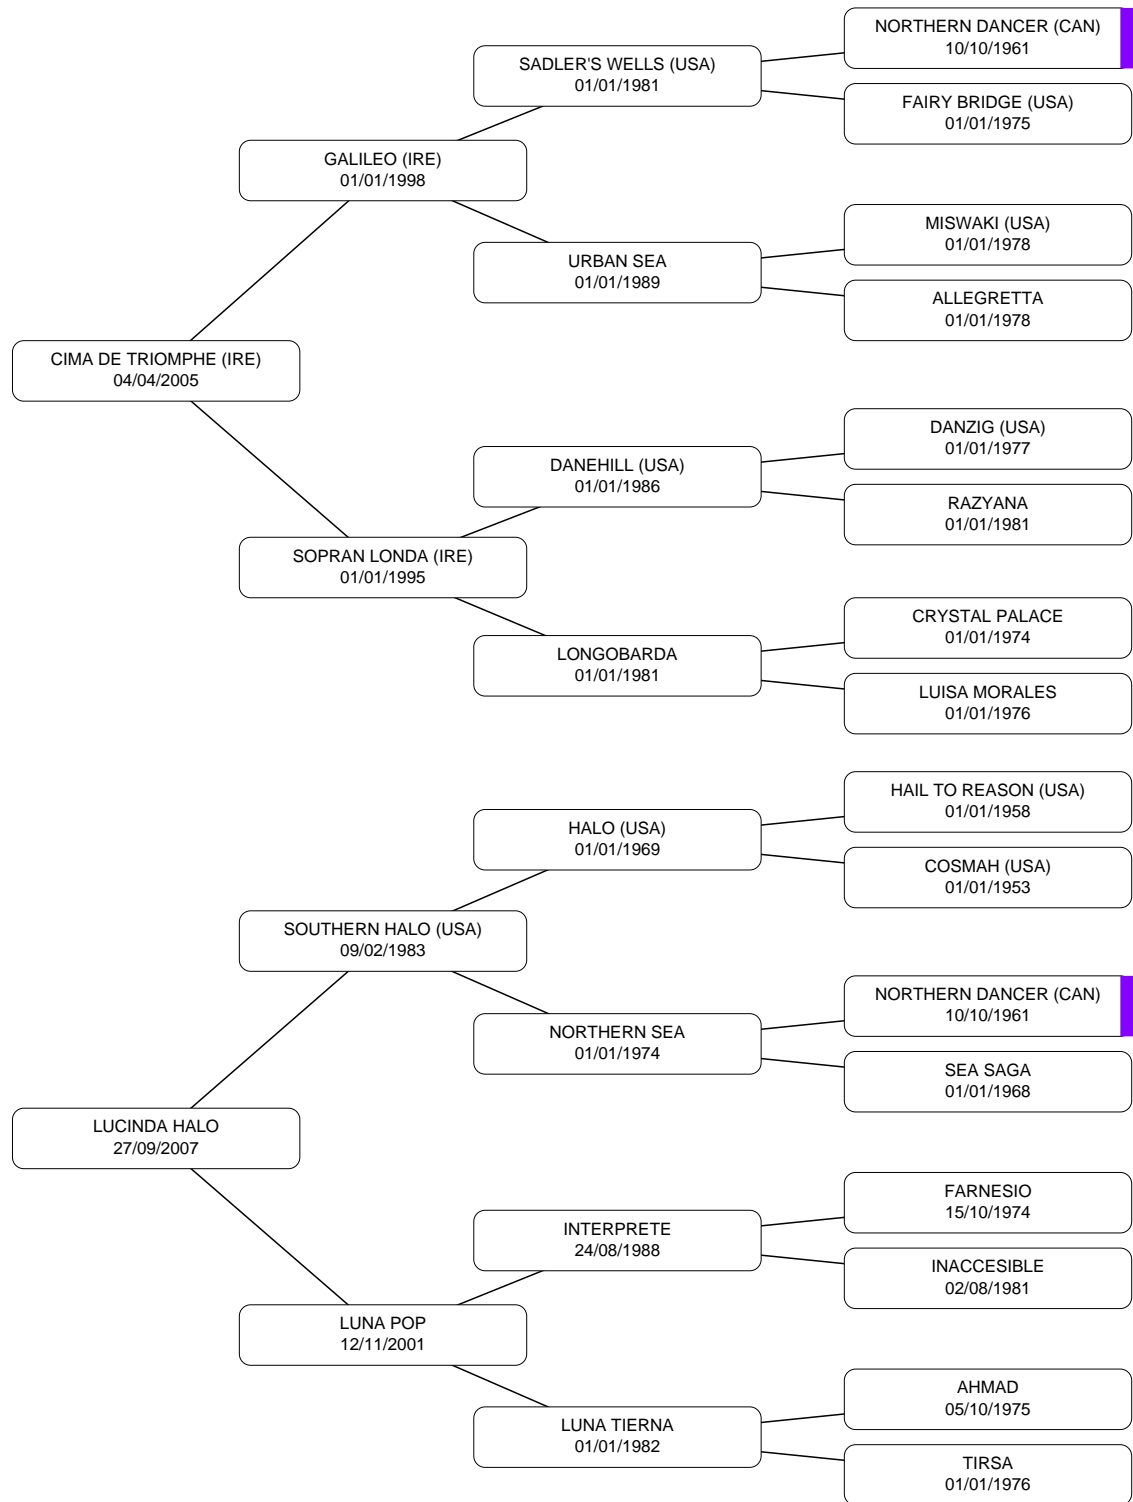 NORTHERN DANCER (CAN)
10/10/1961
SADLER'S WELLS (USA)
01/01/1981
FAIRY BRIDGE (USA)
01/01/1975
GALILEO (IRE)
01/01/1998
MISWAKI (USA)
01/01/1978
URBAN SEA
01/01/1989
ALLEGRETTA
01/01/1978
CIMA DE TRIOMPHE (IRE)
04/04/2005
DANZIG (USA)
01/01/1977
DANEHILL (USA)
01/01/1986
RAZYANA
01/01/1981
SOPRAN LONDA (IRE)
01/01/1995
CRYSTAL PALACE
01/01/1974
LONGOBARDA
01/01/1981
LUISA MORALES
01/01/1976
HAIL TO REASON (USA)
01/01/1958
HALO (USA)
01/01/1969
COSMAH (USA)
01/01/1953
SOUTHERN HALO (USA)
09/02/1983
NORTHERN DANCER (CAN)
10/10/1961
NORTHERN SEA
01/01/1974
SEA SAGA
01/01/1968
LUCINDA HALO
27/09/2007
FARNESIO
15/10/1974
INTERPRETE
24/08/1988
INACCESIBLE
02/08/1981
LUNA POP
12/11/2001
AHMAD
05/10/1975
LUNA TIERNA
01/01/1982
TIRSA
01/01/1976